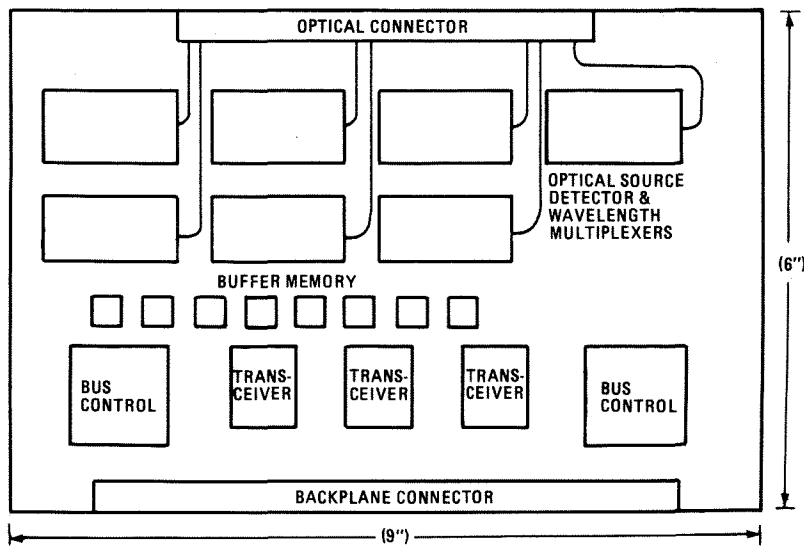 OPTICAL CONNECTOR
OPTICAL SOURCE
DETECTOR &
WAVELENGTH
MULTIPLEXERS
(6")
BUFFER MEMORY
BUS
CONTROL
TRANS-
CEIVER
TRANS-
CEIVER
TRANS-
CEIVER
BUS
CONTROL
BACKPLANE CONNECTOR
(9")